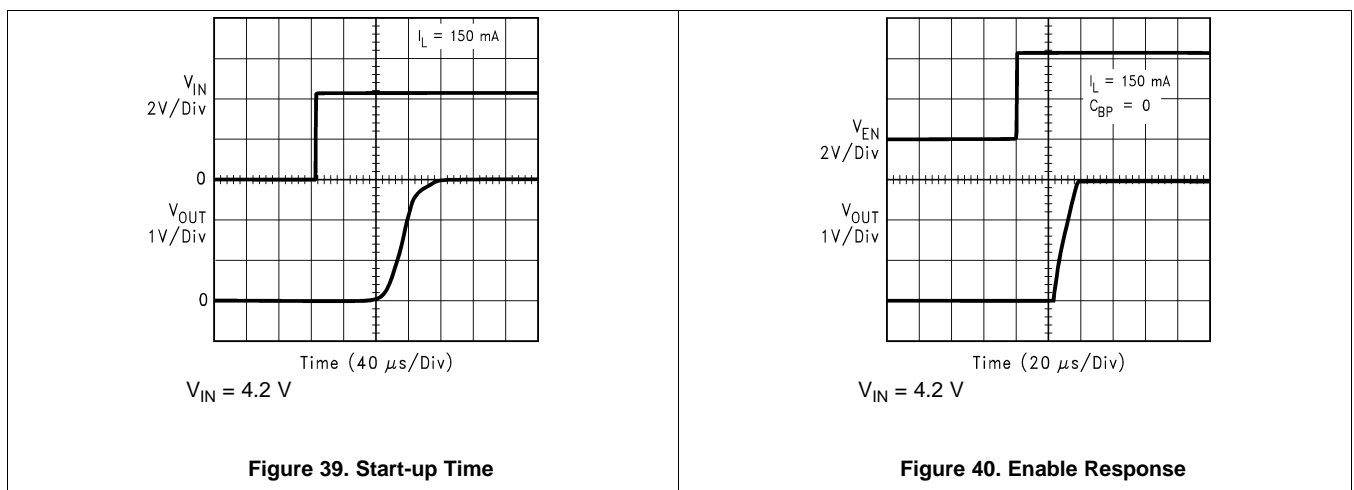 I_L = 150 mA
V_IN
2V/Div
0
V_OUT
1V/Div
0
Time (40 μs/Div)
V_IN = 4.2 V
Figure 39. Start-up Time
I_L = 150 mA
C_BP = 0
V_EN
2V/Div
V_OUT
1V/Div
Time (20 μs/Div)
V_IN = 4.2 V
Figure 40. Enable Response